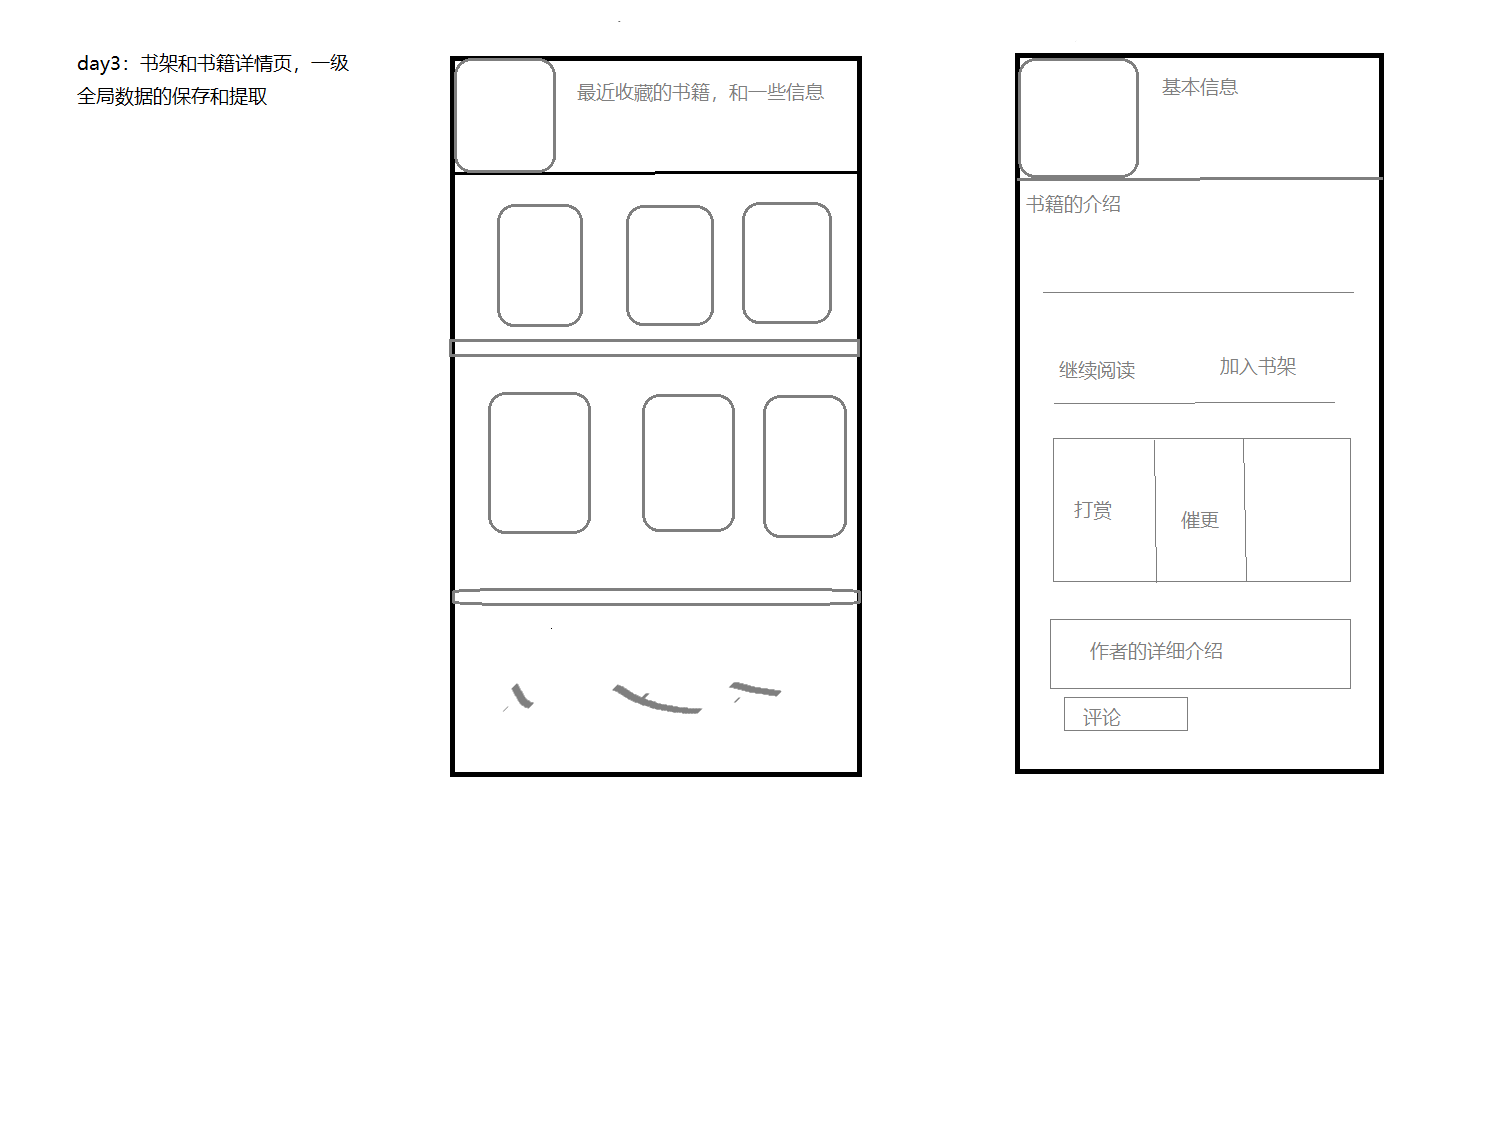 day3：书架和书籍详情页，一级
全局数据的保存和提取
最近收藏的书籍，和一些信息
基本信息
书籍的介绍
继续阅读
加入书架
打赏
催更
作者的详细介绍
评论